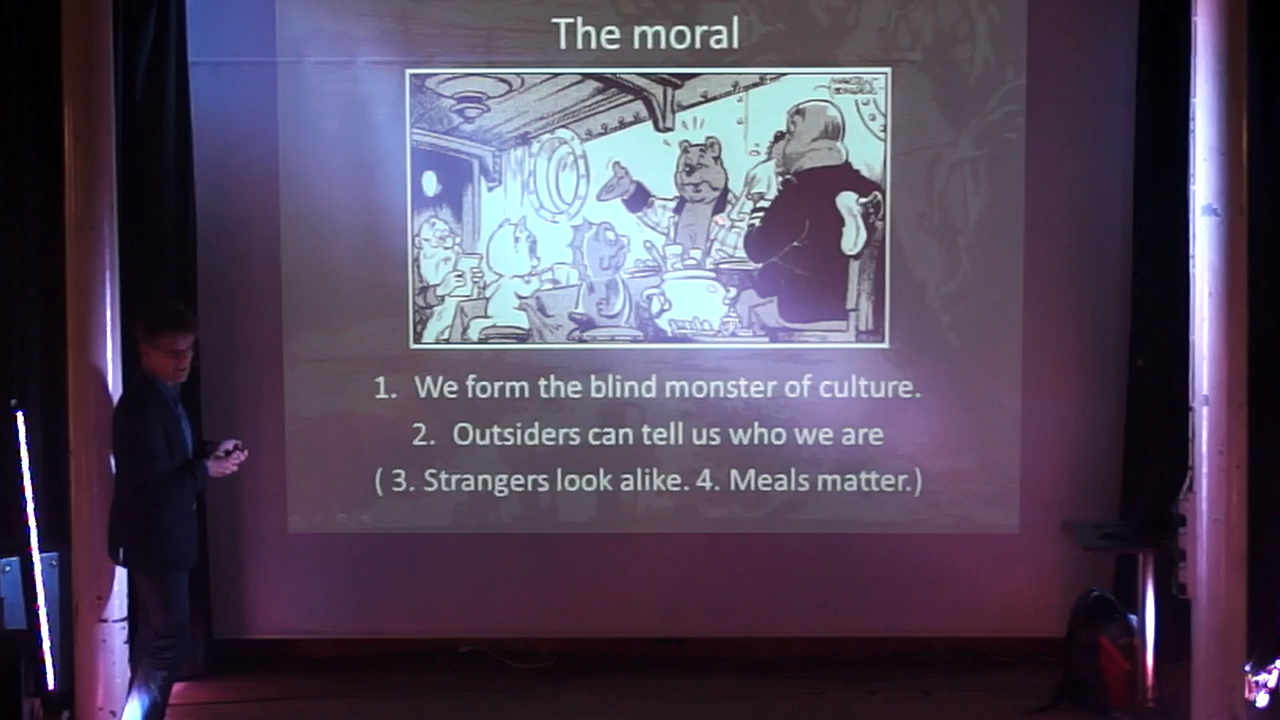 The moral
1. We form the blind monster of culture.
2. Outsiders can tell us who we are
( 3. Strangers look alike. 4. Meals matter.)